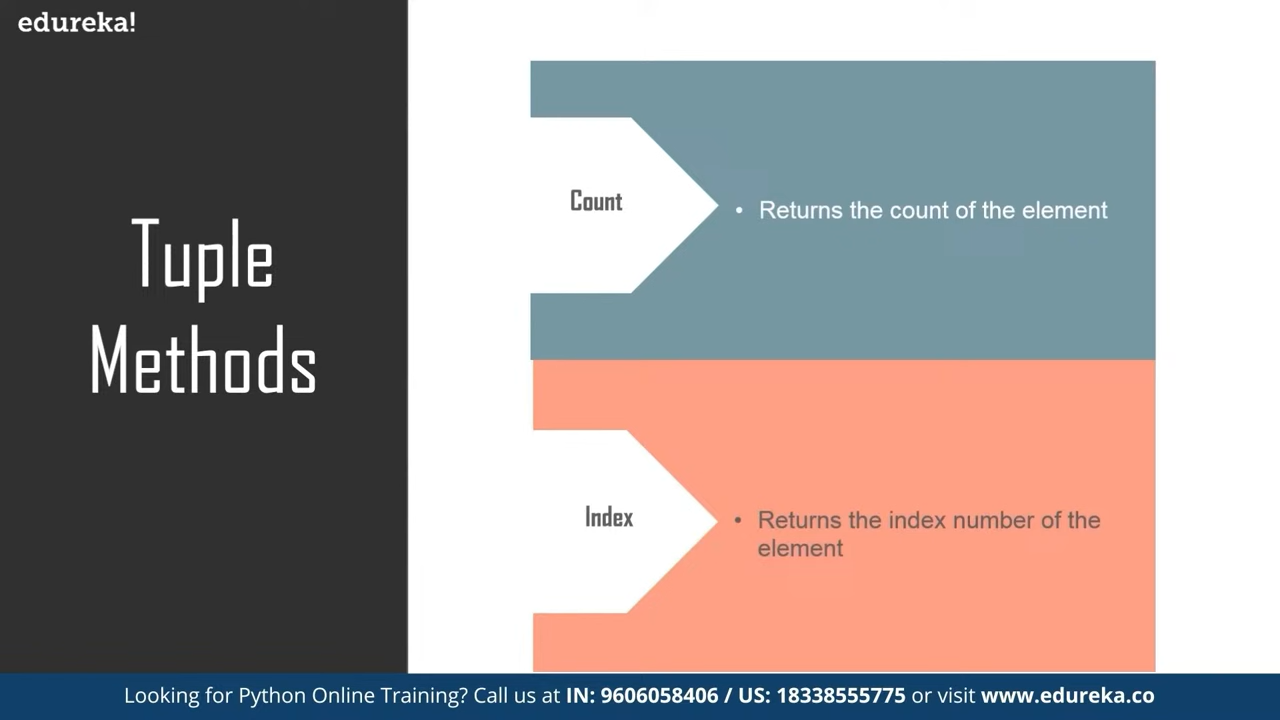 edureka!
Tuple
Methods
Count
• Returns the count of the element
Index
• Returns the index number of the
element
Looking for Python Online Training? Call us at IN: 9606058406 / US: 18338555775 or visit www.edureka.co